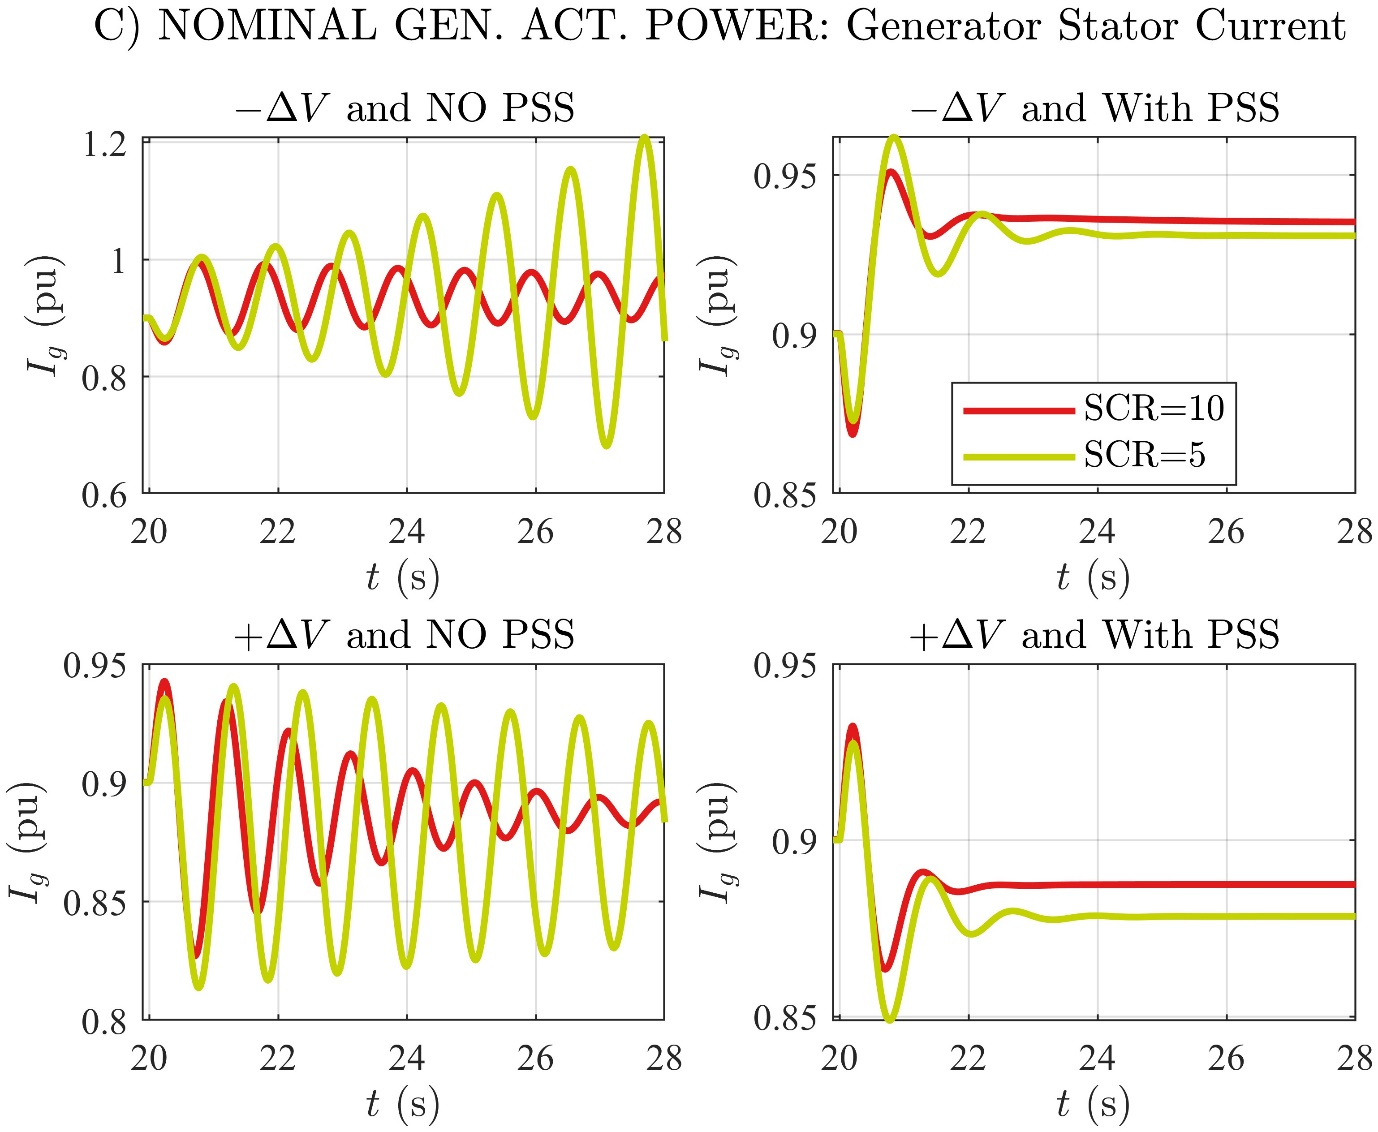 C) NOMINAL GEN. ACT. POWER: Generator Stator Current
−ΔV and NO PSS
1.2
1
0.8
0.6
I_g (pu)
20 22 24 26 28
t (s)
−ΔV and With PSS
0.95
0.9
0.85
I_g (pu)
SCR=10
SCR=5
20 22 24 26 28
t (s)
+ΔV and NO PSS
0.95
0.9
0.85
0.8
I_g (pu)
20 22 24 26 28
t (s)
+ΔV and With PSS
0.95
0.9
0.85
I_g (pu)
20 22 24 26 28
t (s)